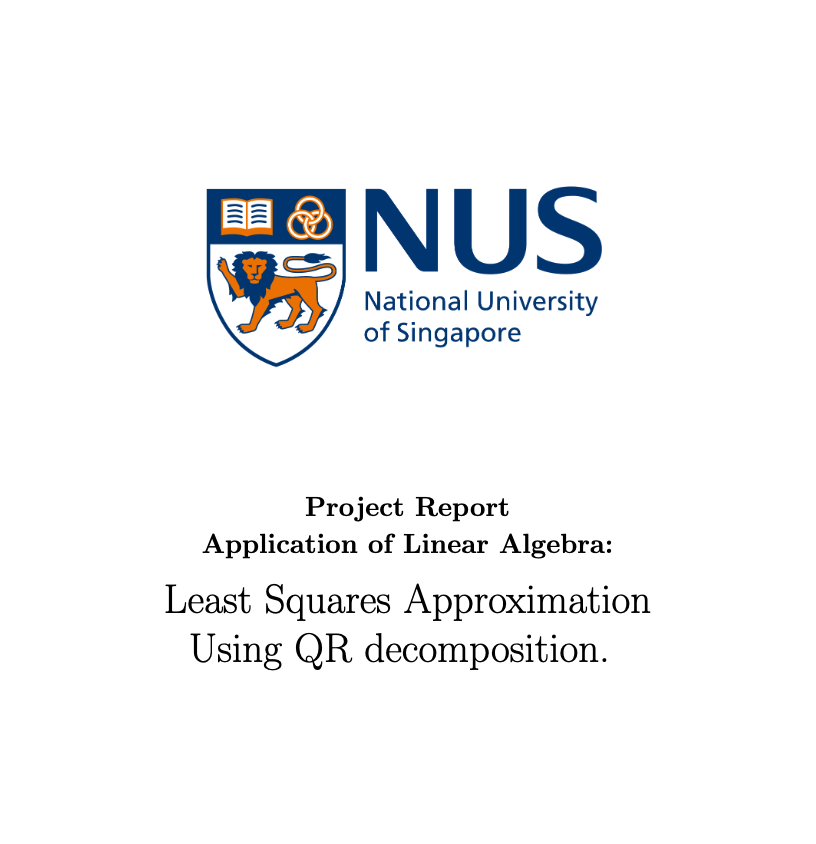 NUS
National University
of Singapore
Project Report
Application of Linear Algebra:
Least Squares Approximation
Using QR decomposition.